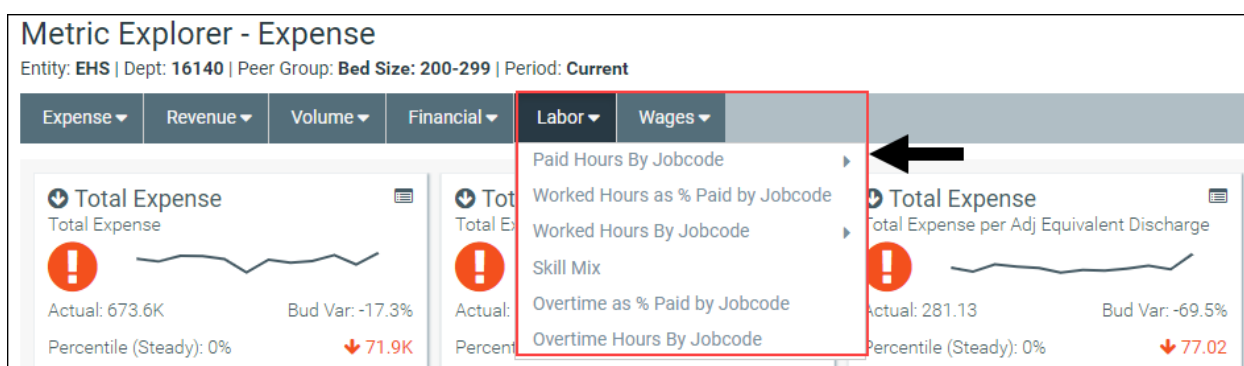 Metric Explorer - Expense
Entity: EHS | Dept: 16140 | Peer Group: Bed Size: 200-299 | Period: Current
Expense Revenue Volume Financial Labor Wages
Paid Hours By Jobcode
Worked Hours as % Paid by Jobcode
Worked Hours By Jobcode
Skill Mix
Overtime as % Paid by Jobcode
Overtime Hours By Jobcode
Total Expense
Total Expense
Actual: 673.6K Bud Var: -17.3%
Percentile (Steady): 0% 71.9K
Tot
Total Ex
Actual:
Percent
Total Expense
Total Expense per Adj Equivalent Discharge
Actual: 281.13 Bud Var: -69.5%
Percentile (Steady): 0% 77.02